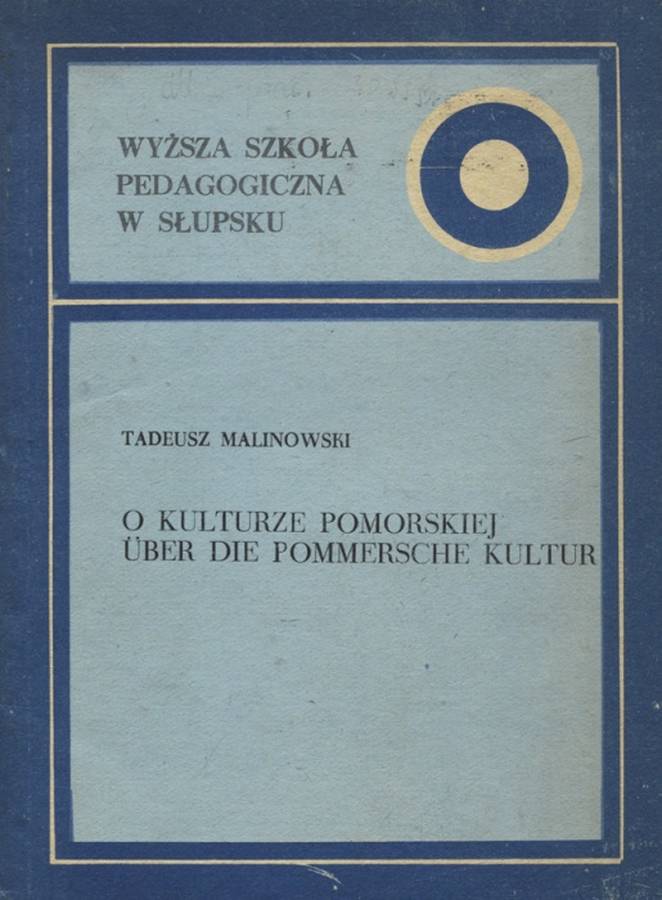 WYŻSZA SZKOŁA
PEDAGOGICZNA
W SŁUPSKU
TADEUSZ MALINOWSKI
O KULTURZE POMORSKIEJ
ÜBER DIE POMMERSCHE KULTUR